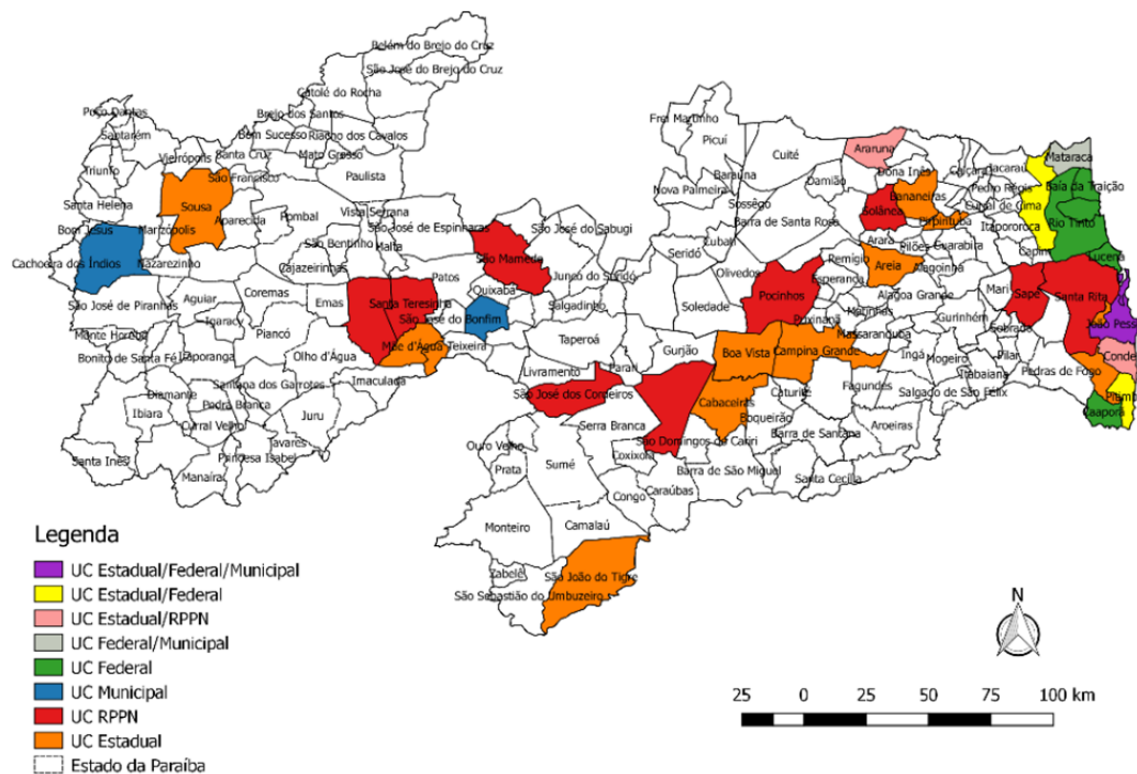 Belém do Brejo do Cruz
São José do Brejo do Cruz
Catolé do Rocha
Poço Dantas
Brejo dos Santos
Santarém
Bom Sucesso
Riacho dos Cavalos
Vieirópolis
Santa Cruz
Mato Grosso
Triunfo
São Francisco
Paulista
Santa Helena
Sousa
Aparecida
Pombal
Vista Serrana
Bom Jesus
Marizópolis
São José de Espinharas
São José do Sabugi
São Bentinho
Malta
Cachoeira dos Índios
Nazarezinho
Cajazeirinhas
São Mamede
Patos
Junco do Seridó
São José de Piranhas
Aguiar
Coremas
Emas
Santa Teresinha
Quixabá
Salgadinho
Igaracy
São José do Bonfim
Monte Horebe
Piancó
Mãe d'Água
Teixeira
Taperoá
Bonito de Santa Fé
Itaporanga
Olho d'Água
Imaculada
Livramento
Parari
Gurjão
Diamante
Santana dos Garrotes
São José dos Cordeiros
Ibiara
Pedra Branca
Juru
Curral Velho
Serra Branca
Tavares
Ouro Velho
Coxixola
Santa Inês
Princesa Isabel
Prata
Sumé
Manaíra
Congo
Caraúbas
Monteiro
Camalaú
Zabelê
São João do Tigre
São Sebastião do Umbuzeiro
Frei Martinho
Picuí
Cuité
Araruna
Mataraca
Baraúna
Damião
Dona Inês
Caiçara
Jacaraú
Nova Palmeira
Bananeiras
Pedro Régis
Baía da Traição
Sossêgo
Solânea
Curral de Cima
Barra de Santa Rosa
Pirpirituba
Itapororoca
Rio Tinto
Cubati
Arara
Pilões
Guarabira
Seridó
Remígio
Capim
Lucena
Olivedos
Esperança
Areia
Alagoinha
Pocinhos
Alagoa Grande
Mari
Sapé
Santa Rita
Soledade
Matinhas
Gurinhém
Puxinanã
Massaranduba
Sobrado
João Pess
Boa Vista
Campina Grande
Ingá
Mogeiro
Pilar
Conde
Itabaiana
Pedras de Fogo
Cabaceiras
Caturité
Fagundes
Salgado de São Félix
Pitimbu
Boqueirão
Caaporã
Aroeiras
São Domingos do Cariri
Barra de Santana
Barra de São Miguel
Santa Cecília
Legenda
UC Estadual/Federal/Municipal
UC Estadual/Federal
UC Estadual/RPPN
UC Federal/Municipal
UC Federal
UC Municipal
UC RPPN
UC Estadual
Estado da Paraíba
N
25 0 25 50 75 100 km